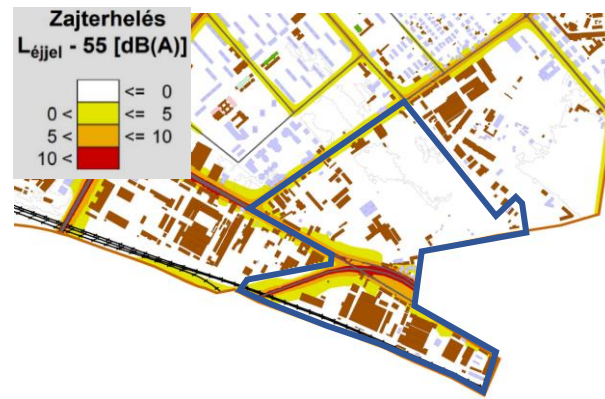 Zajterhelés
Léjjel - 55 [dB(A)]
<= 0
0 < <= 5
5 < <= 10
10 <